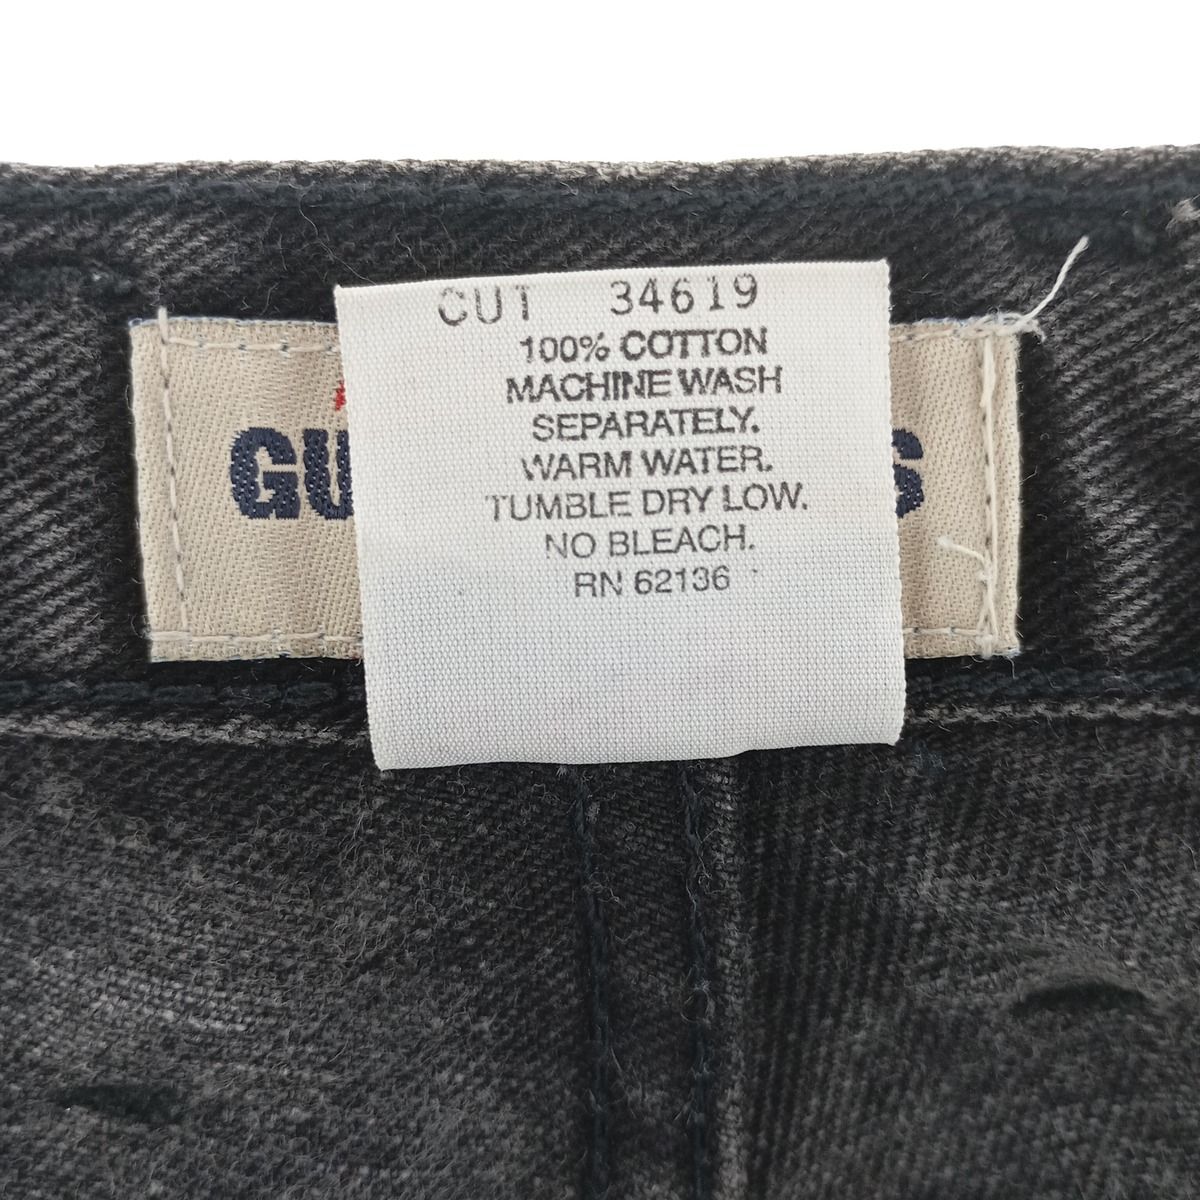 CUT 34619
100% COTTON
MACHINE WASH
SEPARATELY.
WARM WATER.
TUMBLE DRY LOW.
NO BLEACH.
RN 62136